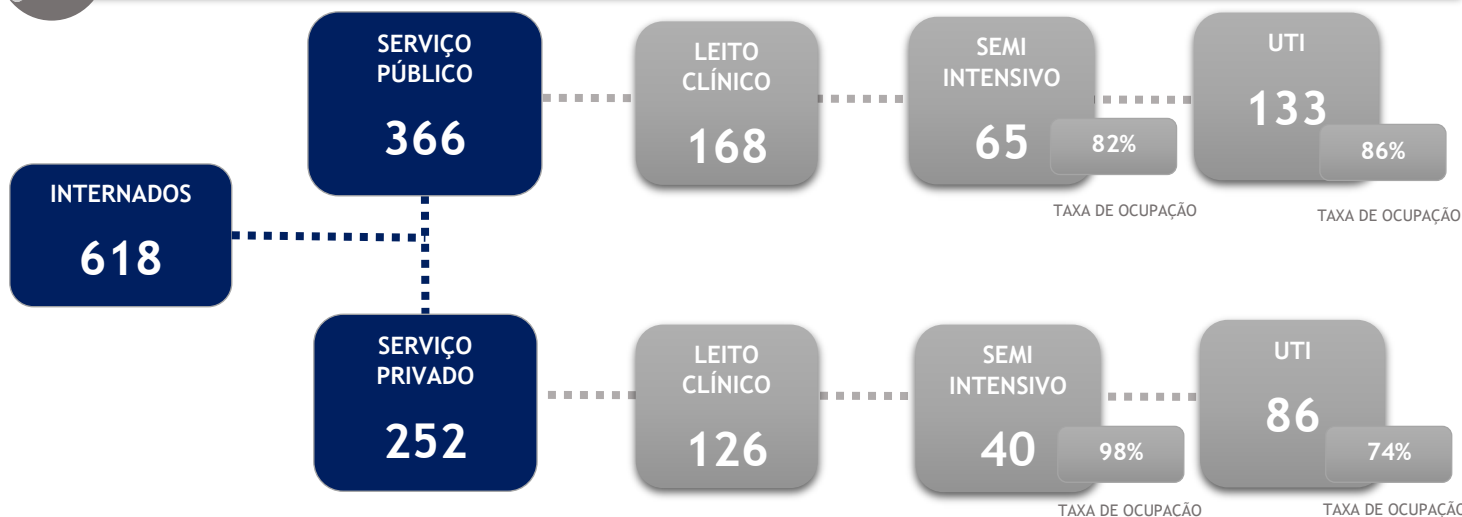 INTERNADOS
618
SERVIÇO
PÚBLICO
366
LEITO
CLÍNICO
168
SEMI
INTENSIVO
65
82%
TAXA DE OCUPAÇÃO
UTI
133
86%
TAXA DE OCUPAÇÃO
SERVIÇO
PRIVADO
252
LEITO
CLÍNICO
126
SEMI
INTENSIVO
40
98%
TAXA DE OCUPAÇÃO
UTI
86
74%
TAXA DE OCUPAÇÃO